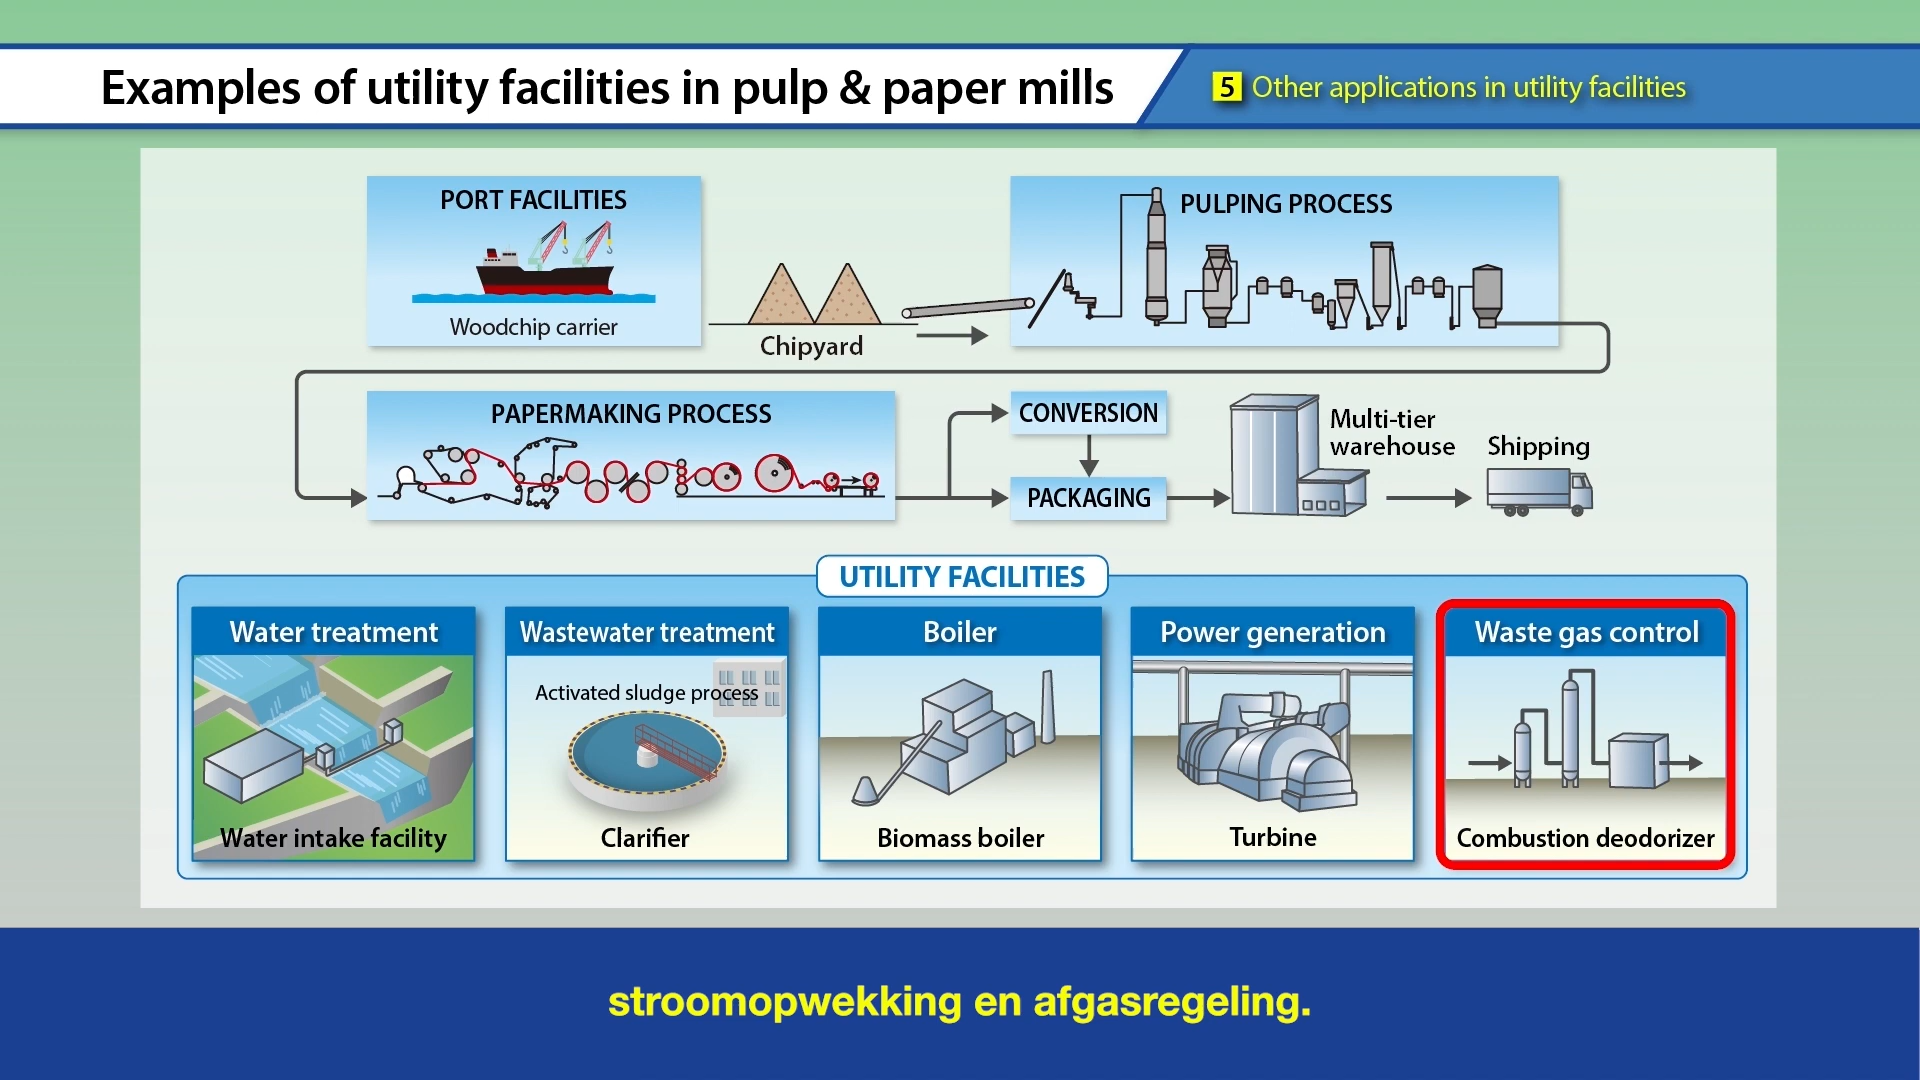 Examples of utility facilities in pulp & paper mills
5 Other applications in utility facilities
PORT FACILITIES
Woodchip carrier
Chipyard
PULPING PROCESS
PAPERMAKING PROCESS
CONVERSION
PACKAGING
Multi-tier
warehouse
Shipping
UTILITY FACILITIES
Water treatment
Water intake facility
Wastewater treatment
Activated sludge process
Clarifier
Boiler
Biomass boiler
Power generation
Turbine
Waste gas control
Combustion deodorizer
stroomopwekking en afgasregeling.